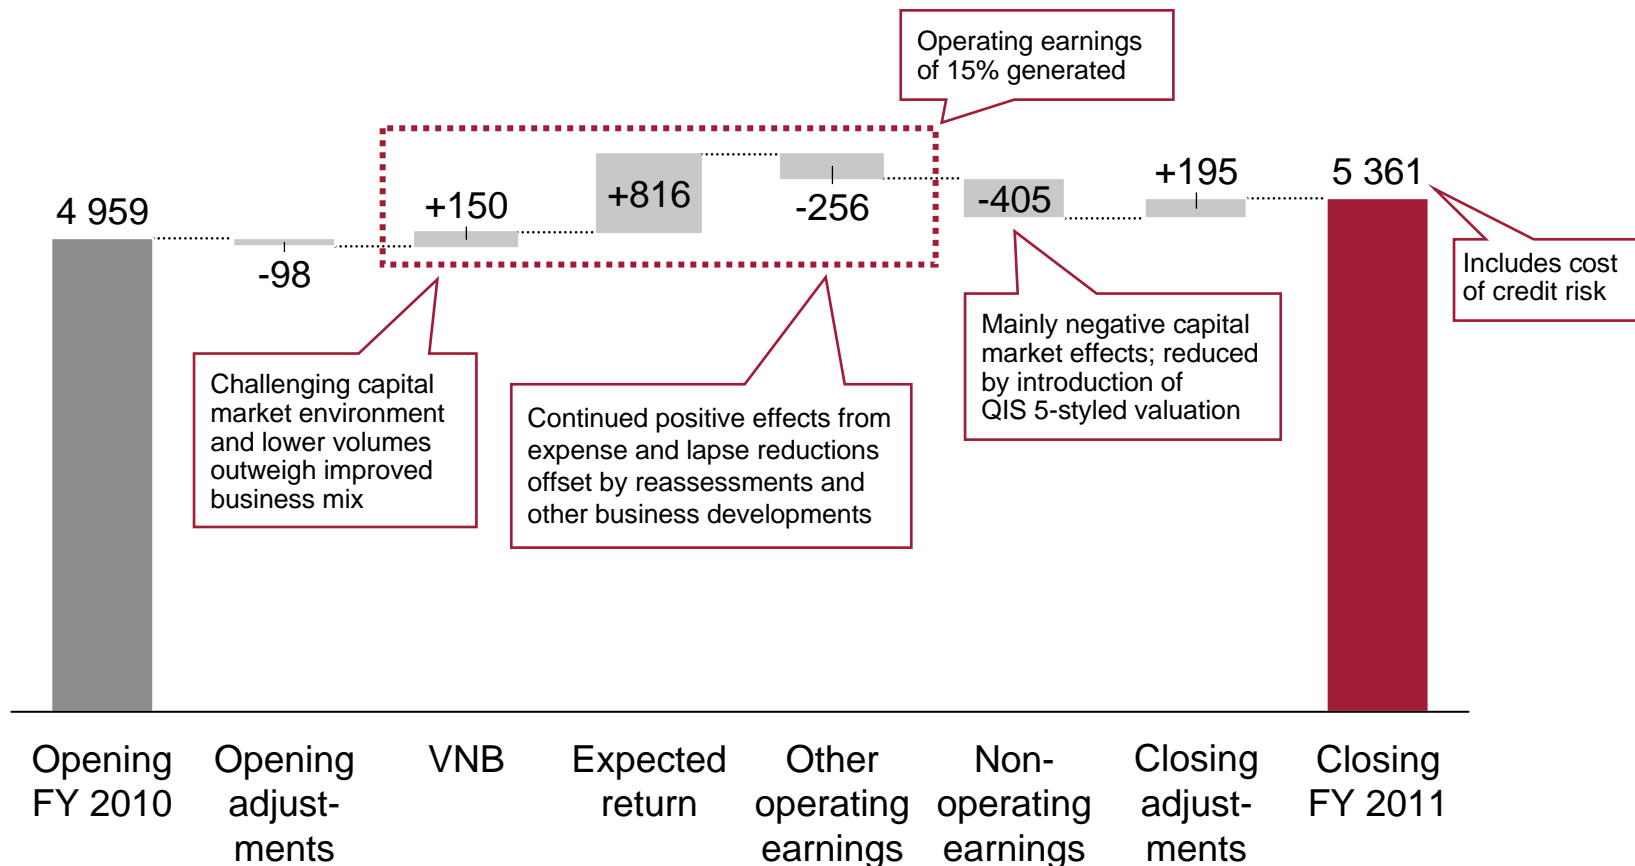 Operating earnings
of 15% generated
4 959
-98
+150
+816
-256
-405
+195
5 361
Includes cost
of credit risk
Challenging capital
market environment
and lower volumes
outweigh improved
business mix
Continued positive effects from
expense and lapse reductions
offset by reassessments and
other business developments
Mainly negative capital
market effects; reduced
by introduction of
QIS 5-styled valuation
Opening
FY 2010
Opening
adjust-
ments
VNB
Expected
return
Other
operating
earnings
Non-
operating
earnings
Closing
adjust-
ments
Closing
FY 2011